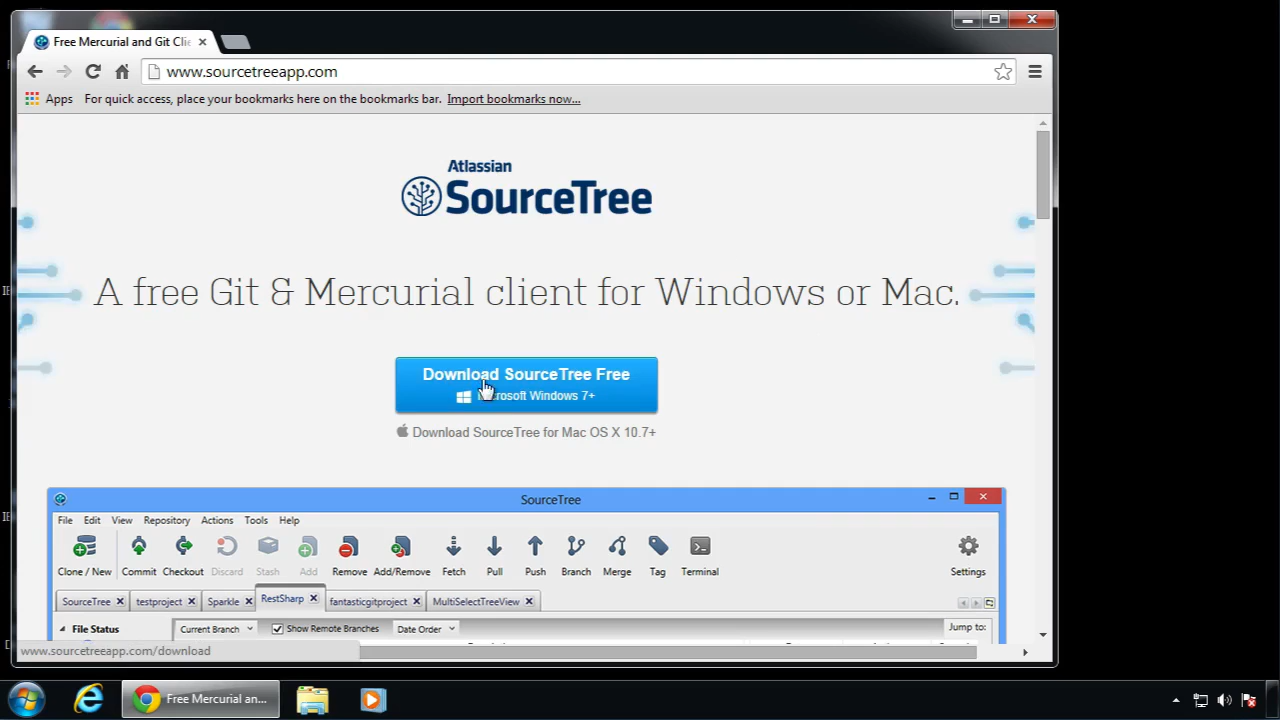 Free Mercurial and Git Clie
www.sourcetreeapp.com
Apps For quick access, place your bookmarks here on the bookmarks bar. Import bookmarks now...
Atlassian
SourceTree
A free Git & Mercurial client for Windows or Mac.
Download SourceTree Free
Microsoft Windows 7+
Download SourceTree for Mac OS X 10.7+
SourceTree
File Edit View Repository Actions Tools Help
Clone / New Commit Checkout Discard Stash Add Remove Add/Remove Fetch Pull Push Branch Merge Tag Terminal Settings
SourceTree testproject Sparkle RestSharp fantasticgitproject MultiSelectTreeView
File Status Current Branch Show Remote Branches Date Order Jump to:
www.sourcetreeapp.com/download
Free Mercurial an...